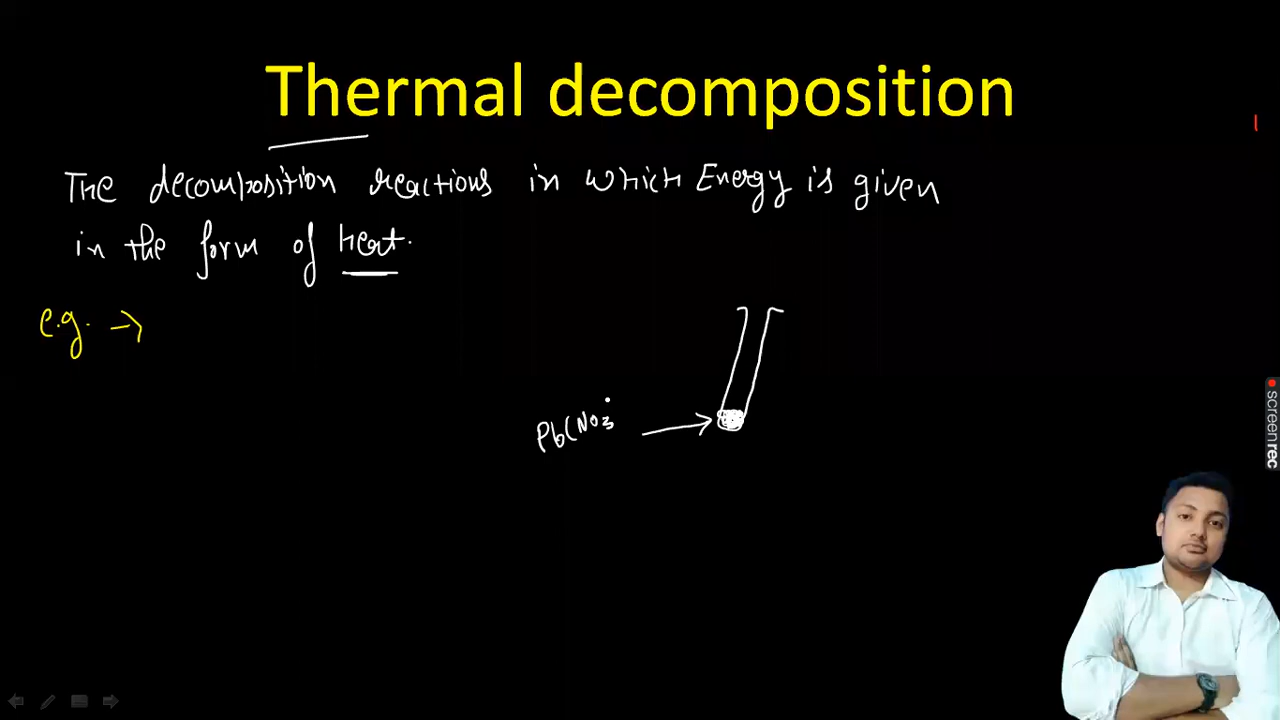 Thermal decomposition
The decomposition reactions in which Energy is given
in the form of heat.
e.g. →
Pb(NO3
screenrec